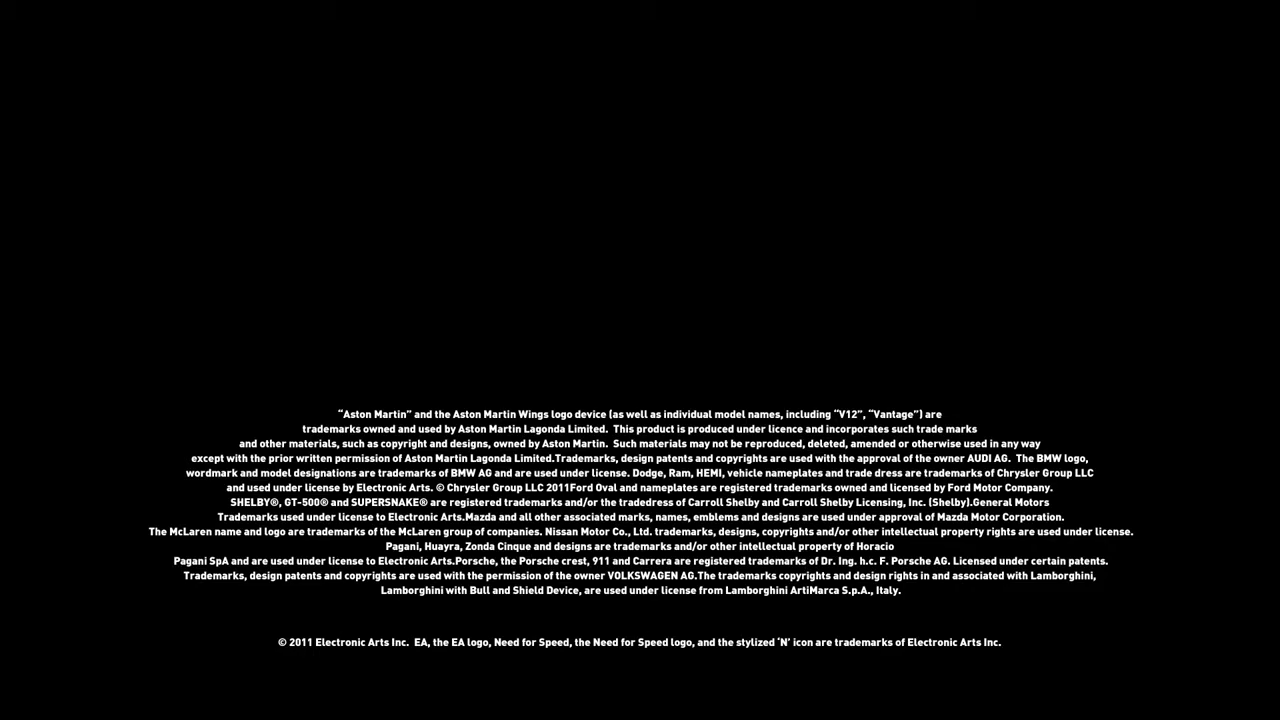 “Aston Martin” and the Aston Martin Wings logo device (as well as individual model names, including “V12”, “Vantage”) are
trademarks owned and used by Aston Martin Lagonda Limited.  This product is produced under licence and incorporates such trade marks
and other materials, such as copyright and designs, owned by Aston Martin.  Such materials may not be reproduced, deleted, amended or otherwise used in any way
except with the prior written permission of Aston Martin Lagonda Limited.Trademarks, design patents and copyrights are used with the approval of the owner AUDI AG.  The BMW logo,
wordmark and model designations are trademarks of BMW AG and are used under license. Dodge, Ram, HEMI, vehicle nameplates and trade dress are trademarks of Chrysler Group LLC
and used under license by Electronic Arts. © Chrysler Group LLC 2011Ford Oval and nameplates are registered trademarks owned and licensed by Ford Motor Company.
SHELBY®, GT-500® and SUPERSNAKE® are registered trademarks and/or the tradedress of Carroll Shelby and Carroll Shelby Licensing, Inc. (Shelby).General Motors
Trademarks used under license to Electronic Arts.Mazda and all other associated marks, names, emblems and designs are used under approval of Mazda Motor Corporation.
The McLaren name and logo are trademarks of the McLaren group of companies. Nissan Motor Co., Ltd. trademarks, designs, copyrights and/or other intellectual property rights are used under license.
Pagani, Huayra, Zonda Cinque and designs are trademarks and/or other intellectual property of Horacio
Pagani SpA and are used under license to Electronic Arts.Porsche, the Porsche crest, 911 and Carrera are registered trademarks of Dr. Ing. h.c. F. Porsche AG. Licensed under certain patents.
Trademarks, design patents and copyrights are used with the permission of the owner VOLKSWAGEN AG.The trademarks copyrights and design rights in and associated with Lamborghini,
Lamborghini with Bull and Shield Device, are used under license from Lamborghini ArtiMarca S.p.A., Italy.
© 2011 Electronic Arts Inc.  EA, the EA logo, Need for Speed, the Need for Speed logo, and the stylized ‘N’ icon are trademarks of Electronic Arts Inc.